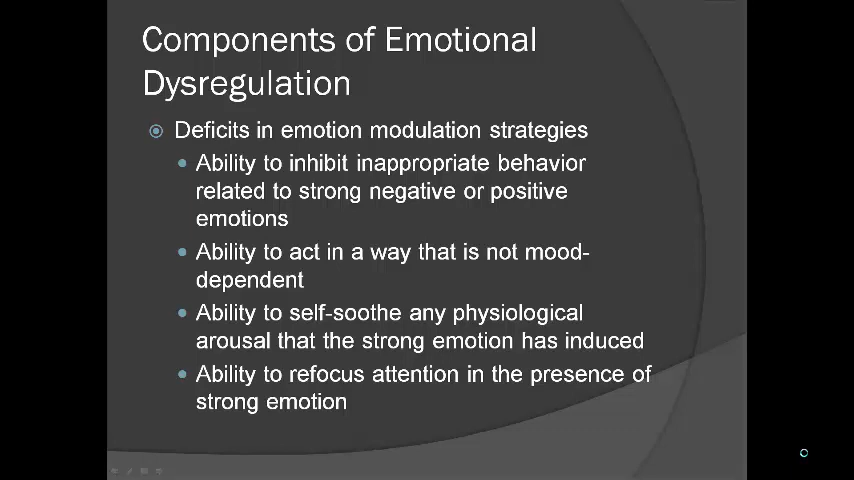 Components of Emotional
Dysregulation
Deficits in emotion modulation strategies
Ability to inhibit inappropriate behavior
related to strong negative or positive
emotions
Ability to act in a way that is not mood-
dependent
Ability to self-soothe any physiological
arousal that the strong emotion has induced
Ability to refocus attention in the presence of
strong emotion